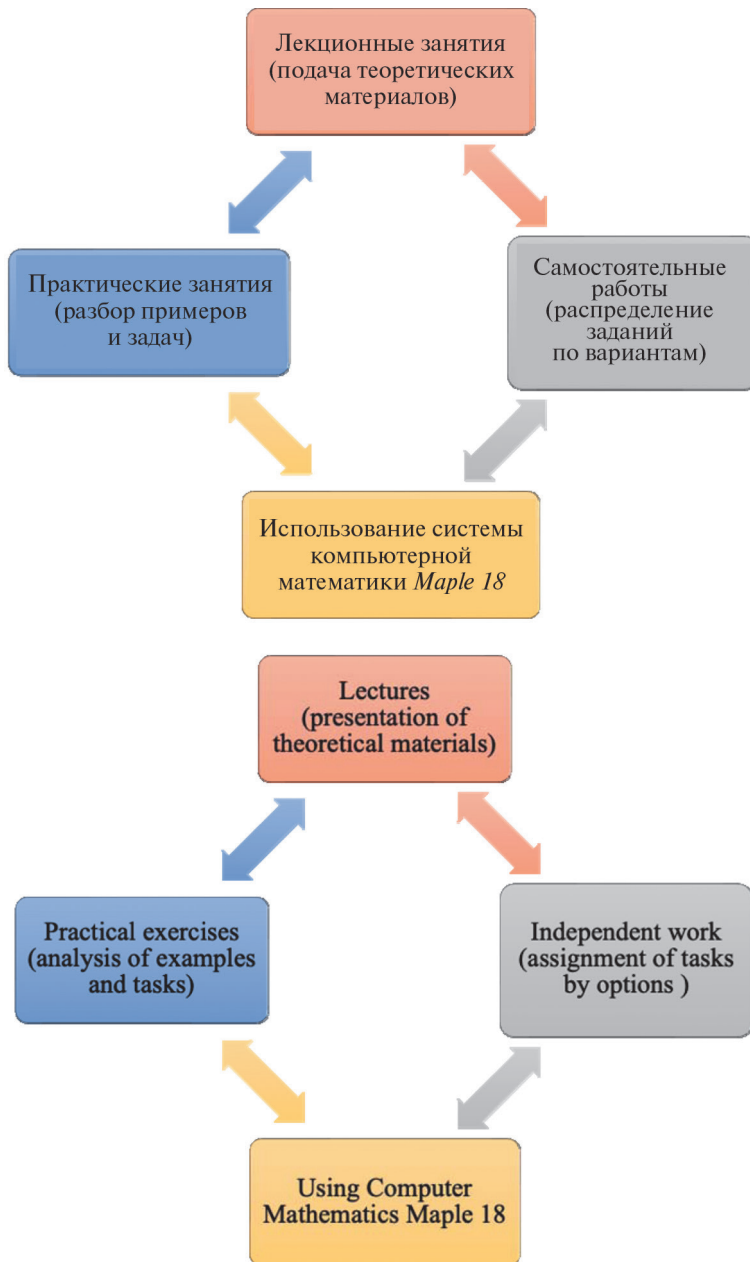 Лекционные занятия
(подача теоретических
материалов)
Практические занятия
(разбор примеров
и задач)
Самостоятельные
работы
(распределение
заданий
по вариантам)
Использование системы
компьютерной
математики Maple 18
Lectures
(presentation of
theoretical materials)
Practical exercises
(analysis of examples
and tasks)
Independent work
(assignment of tasks
by options )
Using Computer
Mathematics Maple 18